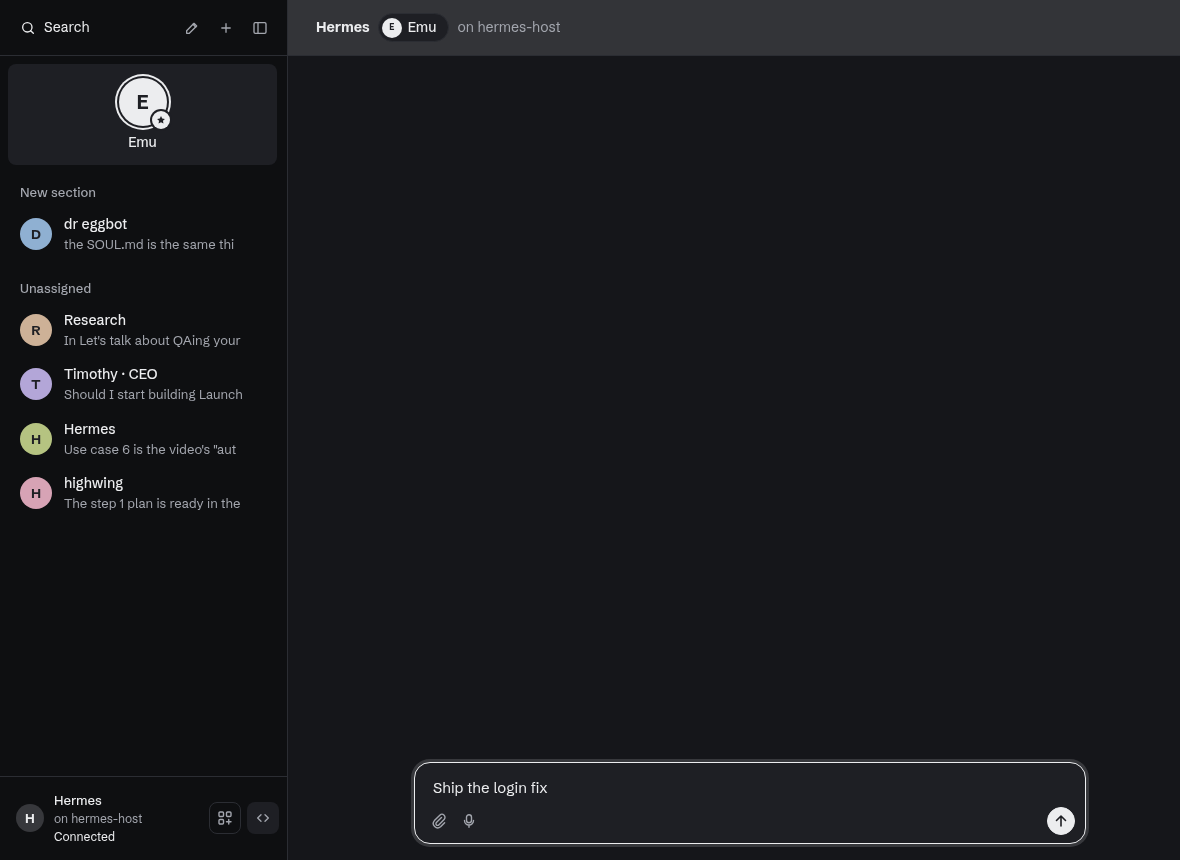 Search
Hermes E Emu on hermes-host
E
Emu
New section
D dr eggbot
the SOUL.md is the same thi
Unassigned
R Research
In Let's talk about QAing your
T Timothy · CEO
Should I start building Launch
H Hermes
Use case 6 is the video's "aut
H highwing
The step 1 plan is ready in the
Ship the login fix
H Hermes
on hermes-host
Connected